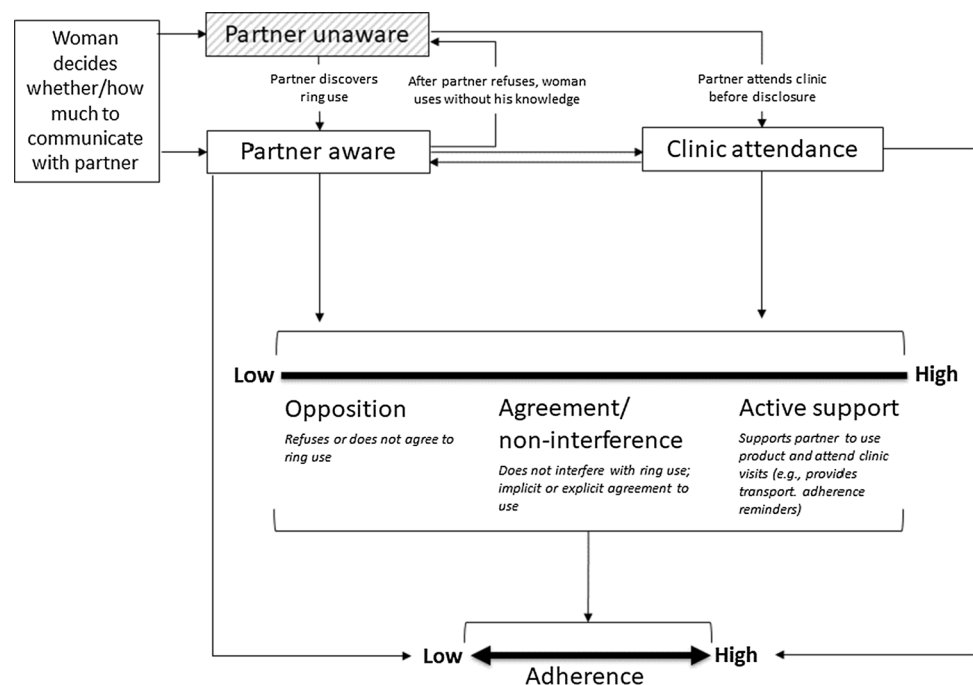 Woman
decides
whether/how
much to
communicate
with partner
Partner unaware
Partner discovers
ring use
After partner refuses, woman
uses without his knowledge
Partner attends clinic
before disclosure
Partner aware
Clinic attendance
Low
High
Opposition
Refuses or does not agree to
ring use
Agreement/
non-interference
Does not interfere with ring use;
implicit or explicit agreement to
use
Active support
Supports partner to use
product and attend clinic
visits (e.g., provides
transport. adherence
reminders)
Low
High
Adherence